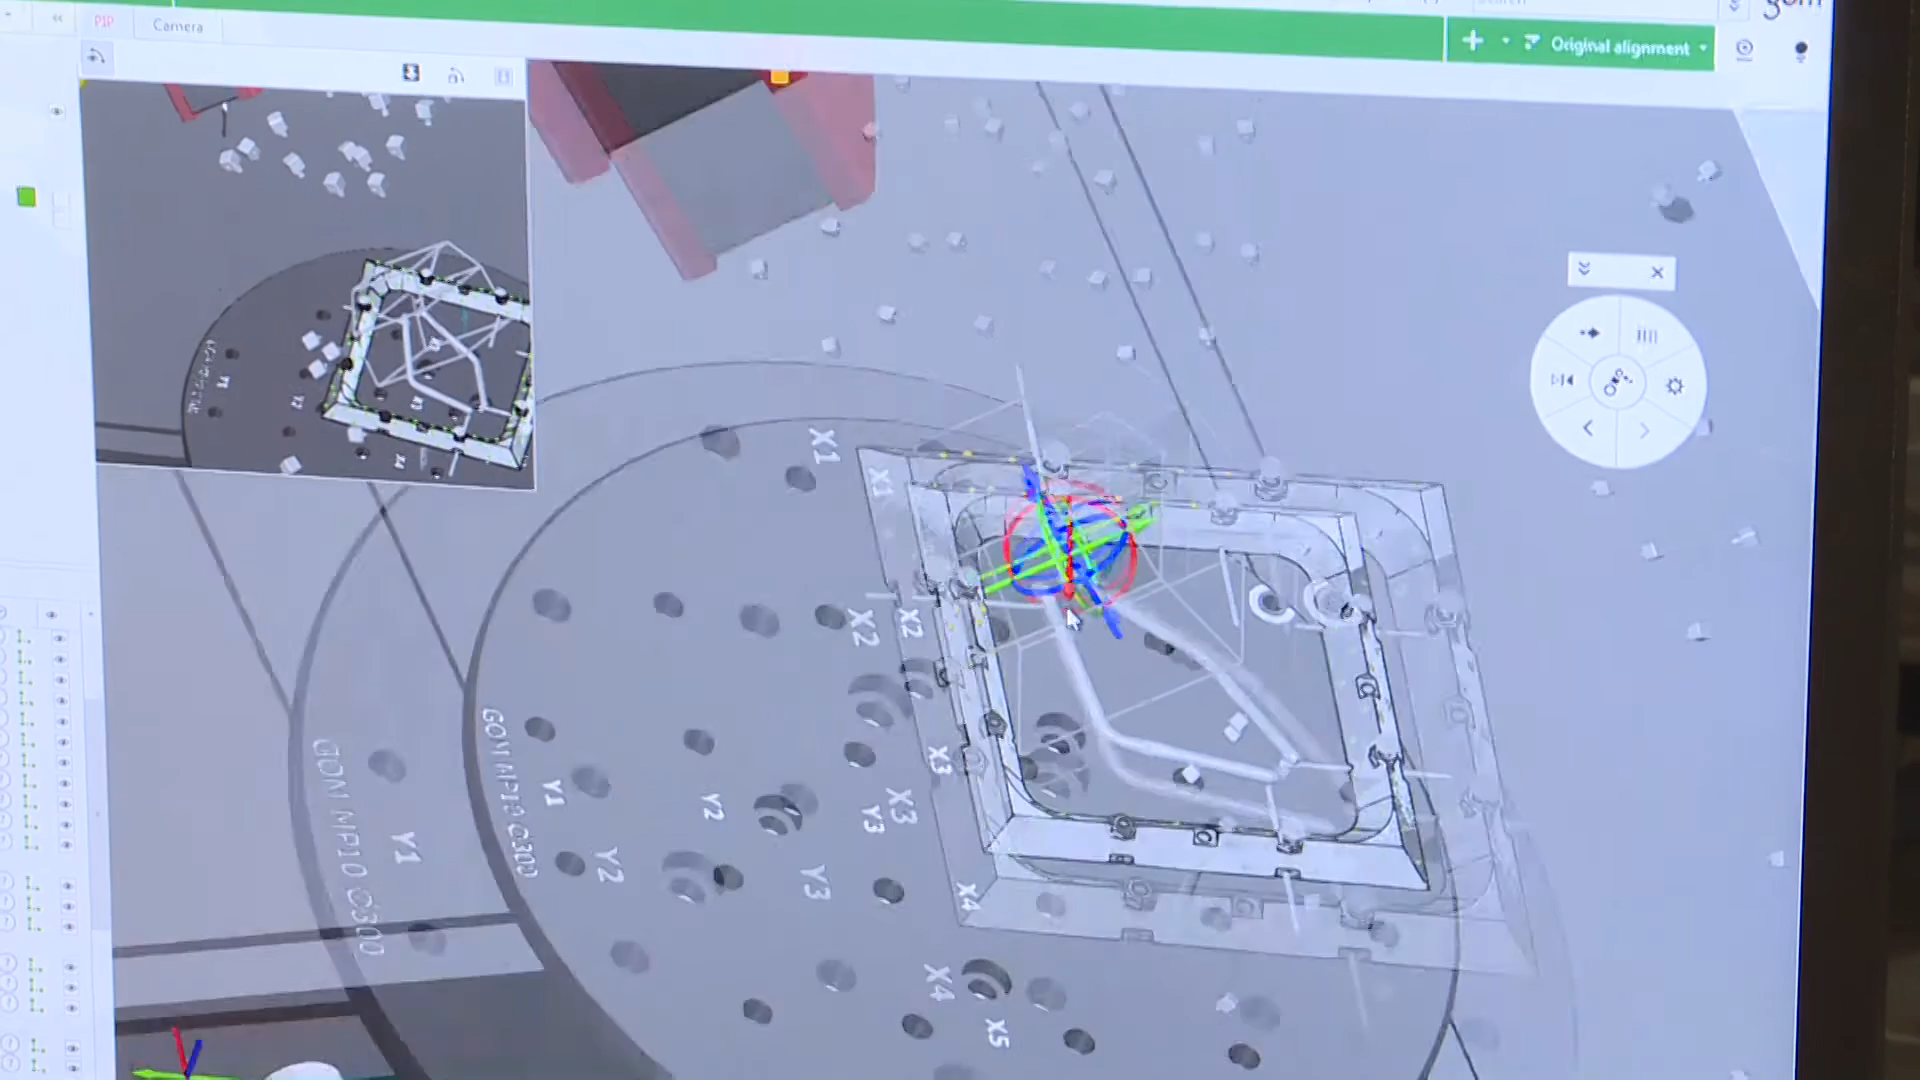 gom
PIP
Camera
Original alignment
X1
X1
X2
X2
X3
X3
Y1
Y2
Y3
Y1
Y2
Y3
X4
X4
X5
GOM MP10 Ø300
GOM MP10 Ø300